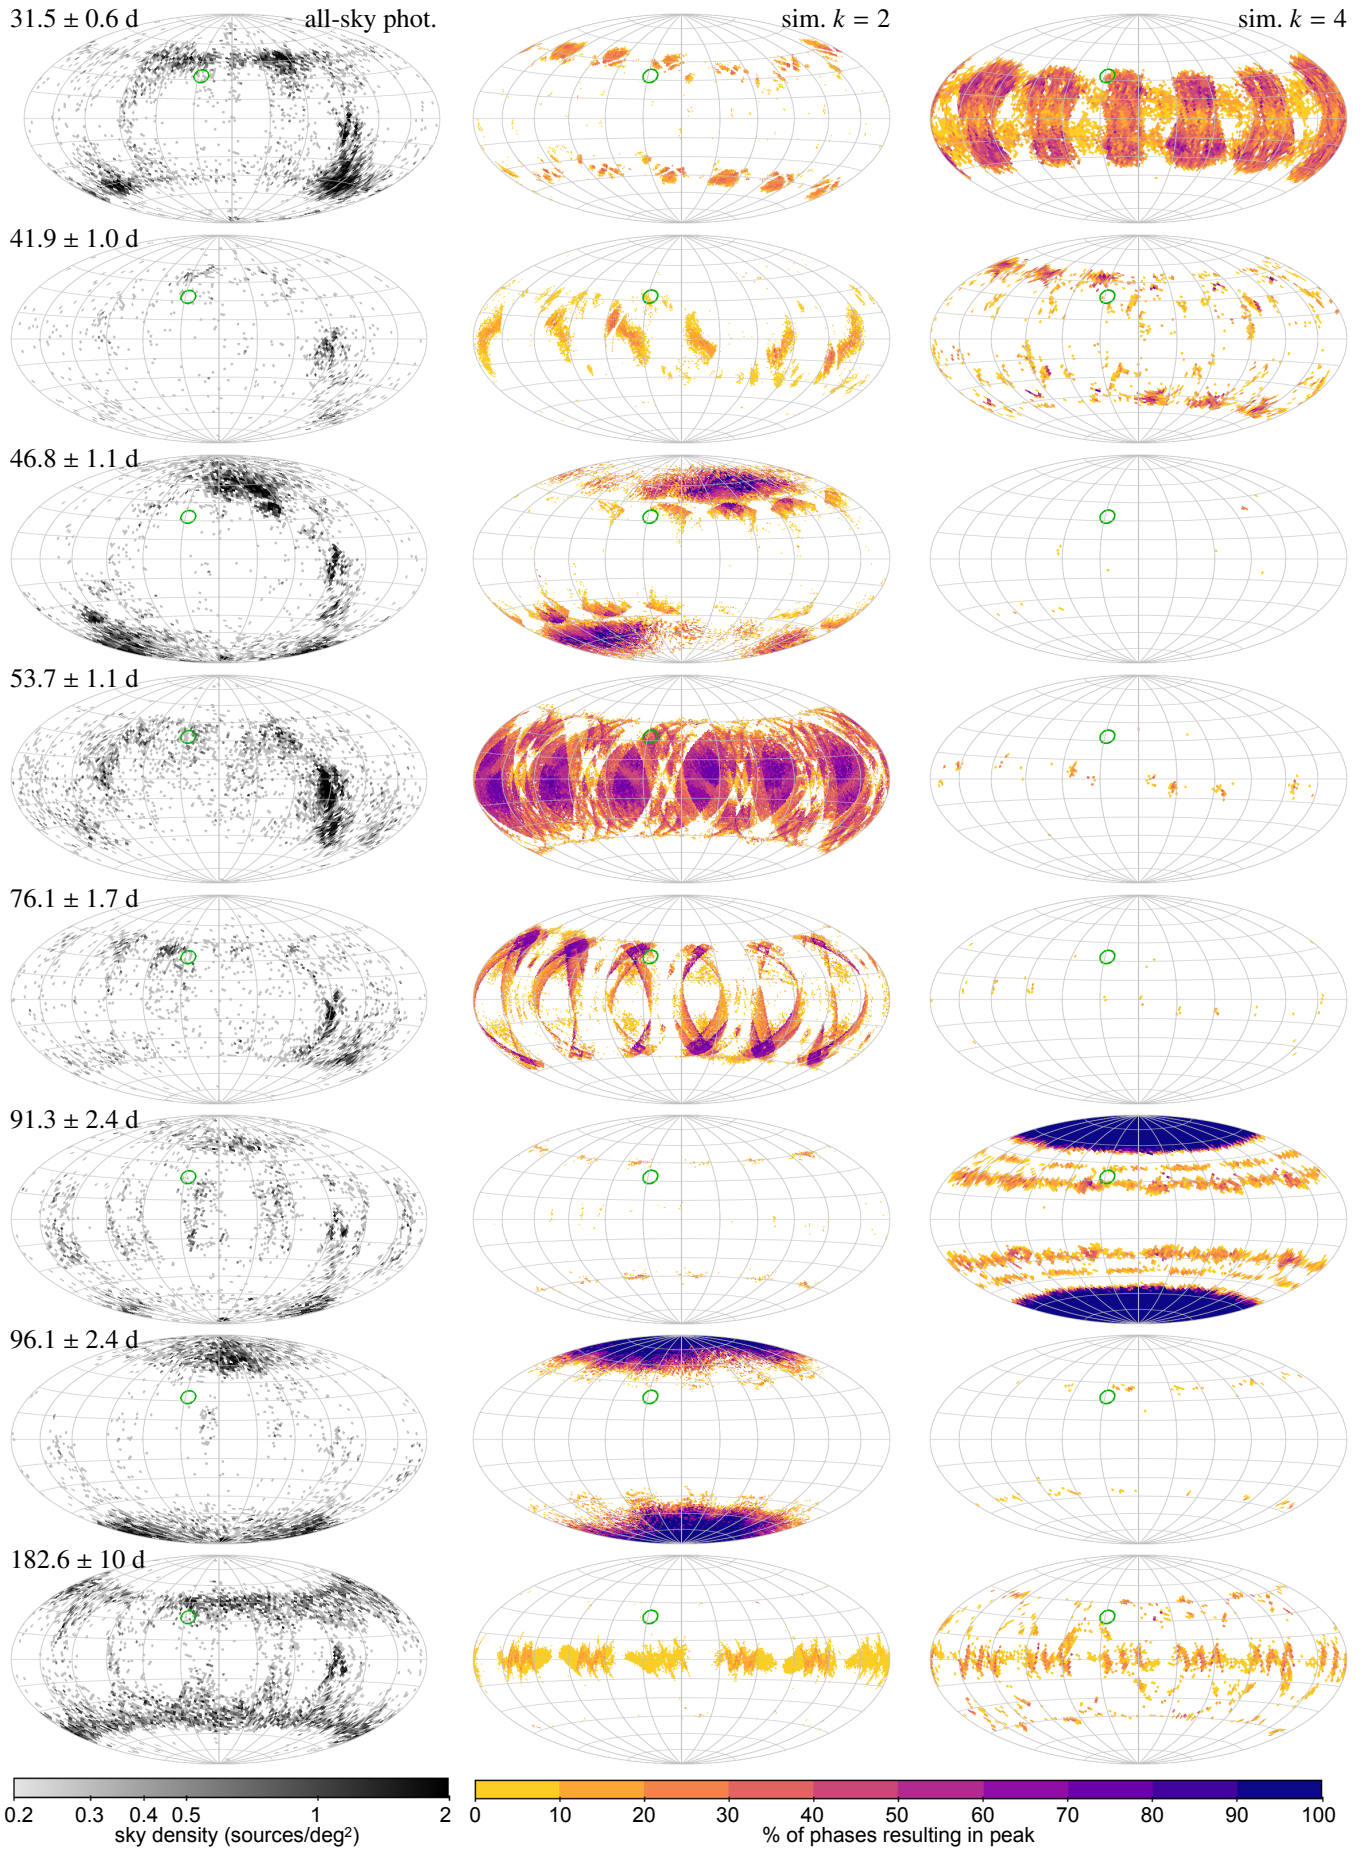 31.5 ± 0.6 d all-sky phot. sim. k = 2 sim. k = 4
41.9 ± 1.0 d
46.8 ± 1.1 d
53.7 ± 1.1 d
76.1 ± 1.7 d
91.3 ± 2.4 d
96.1 ± 2.4 d
182.6 ± 10 d
0.2 0.3 0.4 0.5 1 2
sky density (sources/deg²)
0 10 20 30 40 50 60 70 80 90 100
% of phases resulting in peak